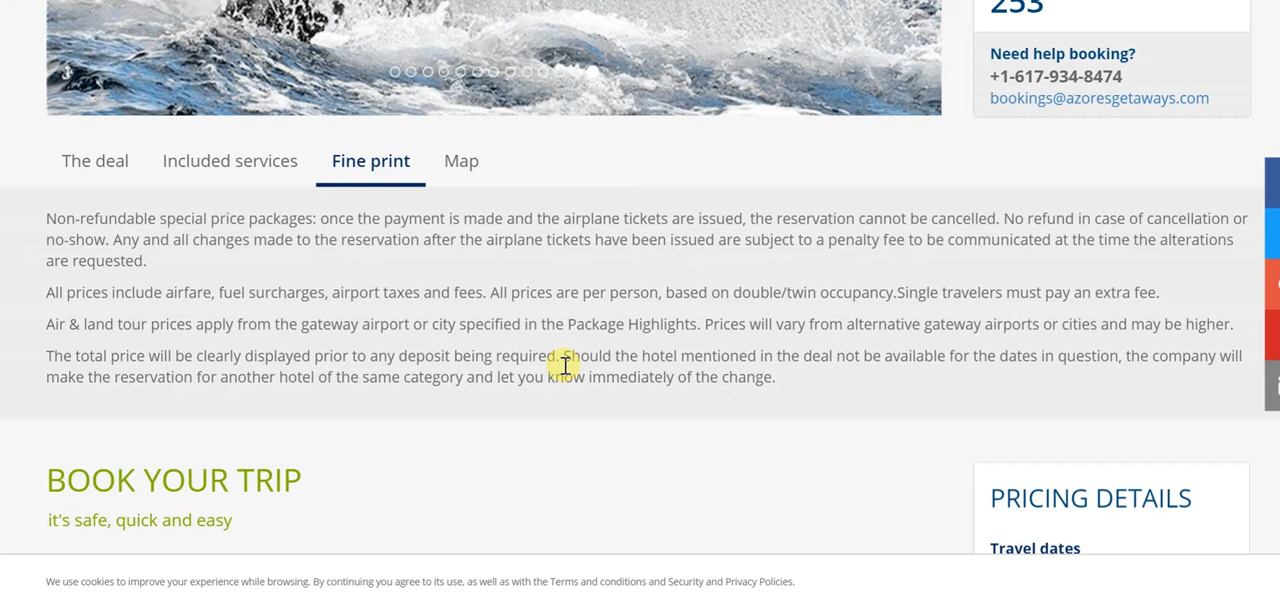 253
Need help booking?
+1-617-934-8474
bookings@azoresgetaways.com
The deal
Included services
Fine print
Map
Non-refundable special price packages: once the payment is made and the airplane tickets are issued, the reservation cannot be cancelled. No refund in case of cancellation or
no-show. Any and all changes made to the reservation after the airplane tickets have been issued are subject to a penalty fee to be communicated at the time the alterations
are requested.
All prices include airfare, fuel surcharges, airport taxes and fees. All prices are per person, based on double/twin occupancy.Single travelers must pay an extra fee.
Air & land tour prices apply from the gateway airport or city specified in the Package Highlights. Prices will vary from alternative gateway airports or cities and may be higher.
The total price will be clearly displayed prior to any deposit being required. Should the hotel mentioned in the deal not be available for the dates in question, the company will
make the reservation for another hotel of the same category and let you know immediately of the change.
BOOK YOUR TRIP
it's safe, quick and easy
PRICING DETAILS
Travel dates
We use cookies to improve your experience while browsing. By continuing you agree to its use, as well as with the Terms and conditions and Security and Privacy Policies.